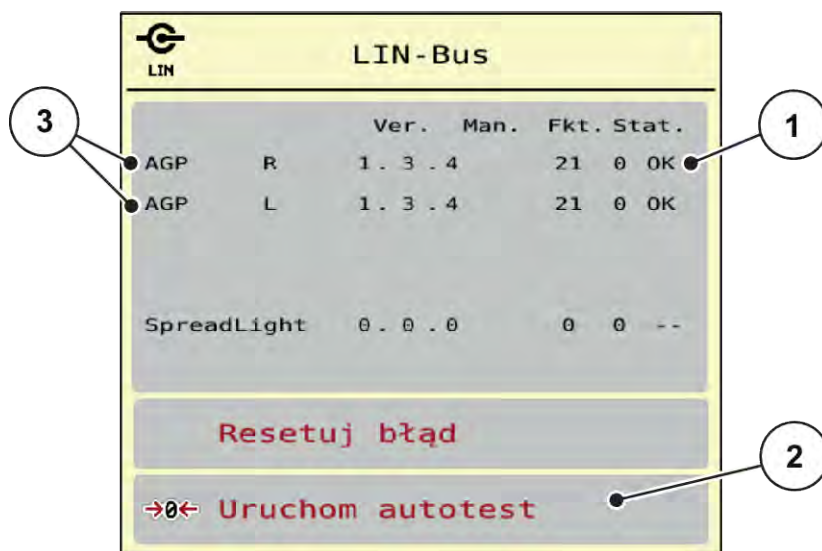 LIN
LIN-Bus
Ver. Man. Fkt. Stat.
3
1
AGP R 1.3.4 21 0 OK
AGP L 1.3.4 21 0 OK
SpreadLight 0.0.0 0 0 --
Resetuj błąd
2
→0← Uruchom autotest